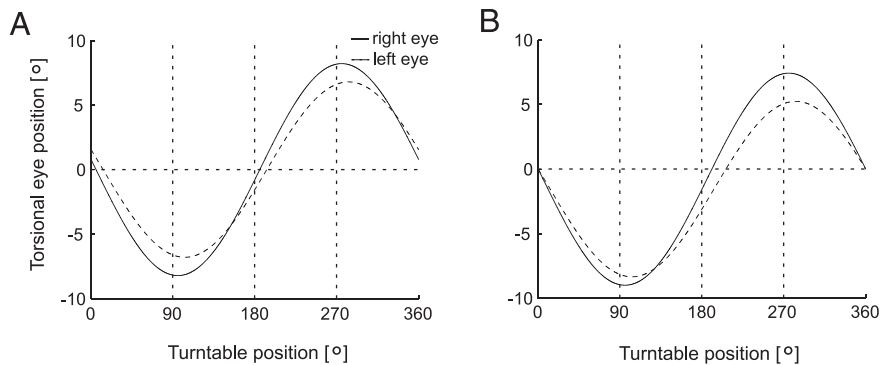 A
B
right eye
left eye
Torsional eye position [°]
10
5
0
-5
-10
0 90 180 270 360
Turntable position [°]
10
5
0
-5
-10
0 90 180 270 360
Turntable position [°]